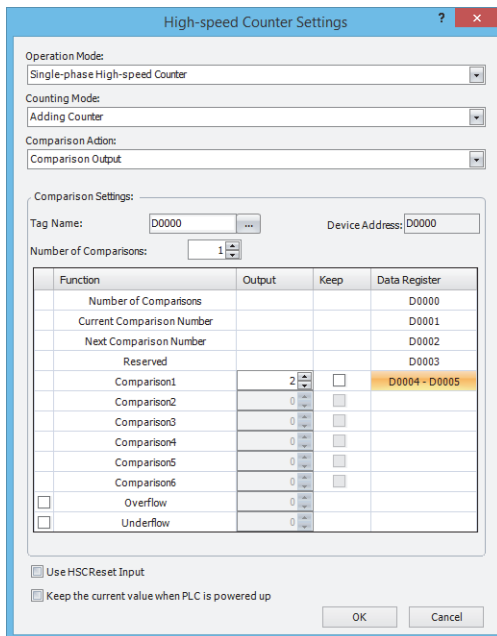 High-speed Counter Settings ? ×
Operation Mode:
Single-phase High-speed Counter
Counting Mode:
Adding Counter
Comparison Action:
Comparison Output
Comparison Settings:
Tag Name: D0000 ... Device Address: D0000
Number of Comparisons: 1
Function Output Keep Data Register
Number of Comparisons D0000
Current Comparison Number D0001
Next Comparison Number D0002
Reserved D0003
Comparison1 2 D0004 - D0005
Comparison2 0
Comparison3 0
Comparison4 0
Comparison5 0
Comparison6 0
Overflow 0
Underflow 0
Use HSCReset Input
Keep the current value when PLC is powered up
OK Cancel